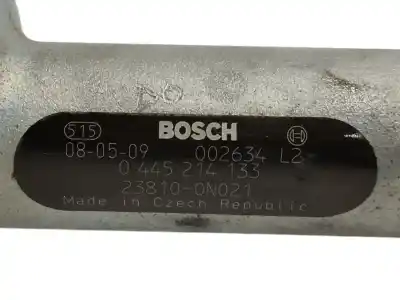 515 BOSCH
08-05-09 002634 L2
0 445 214 133
23810-0N021
Made in Czech Republic